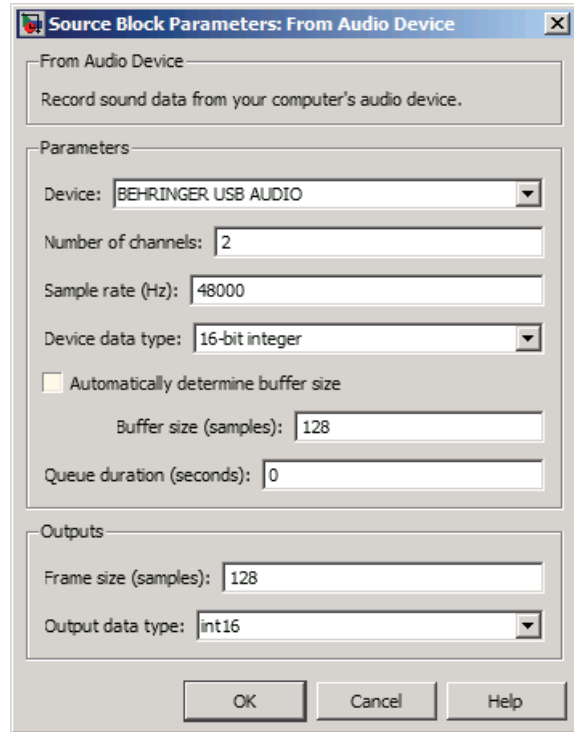 Source Block Parameters: From Audio Device
From Audio Device
Record sound data from your computer's audio device.
Parameters
Device: BEHRINGER USB AUDIO
Number of channels: 2
Sample rate (Hz): 48000
Device data type: 16-bit integer
Automatically determine buffer size
Buffer size (samples): 128
Queue duration (seconds): 0
Outputs
Frame size (samples): 128
Output data type: int16
OK Cancel Help